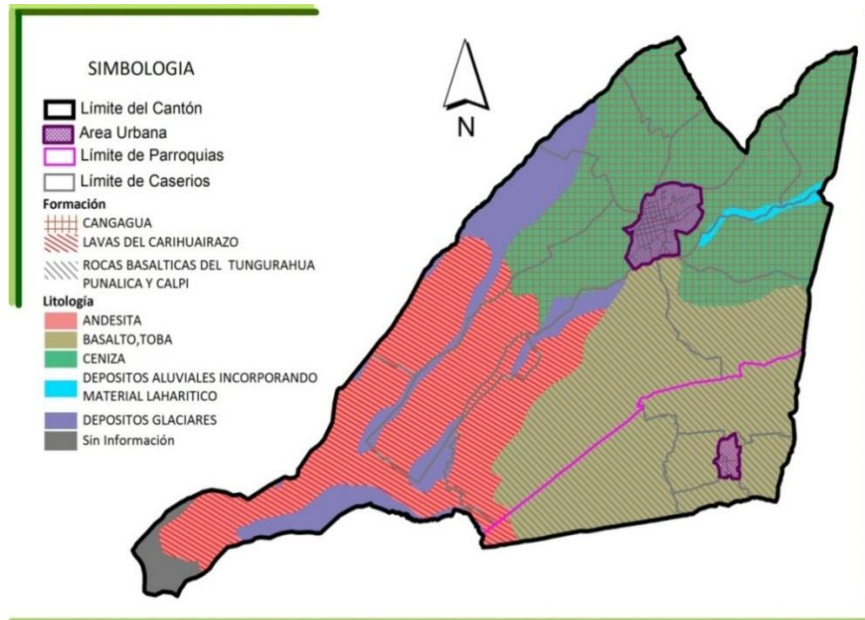 SIMBOLOGIA
Límite del Cantón
Area Urbana
Límite de Parroquias
Límite de Caserios
Formación
CANGAGUA
LAVAS DEL CARIHUAIRAZO
ROCAS BASALTICAS DEL TUNGURAHUA
PUNALICA Y CALPI
Litología
ANDESITA
BASALTO,TOBA
CENIZA
DEPOSITOS ALUVIALES INCORPORANDO
MATERIAL LAHARITICO
DEPOSITOS GLACIARES
Sin Información
N